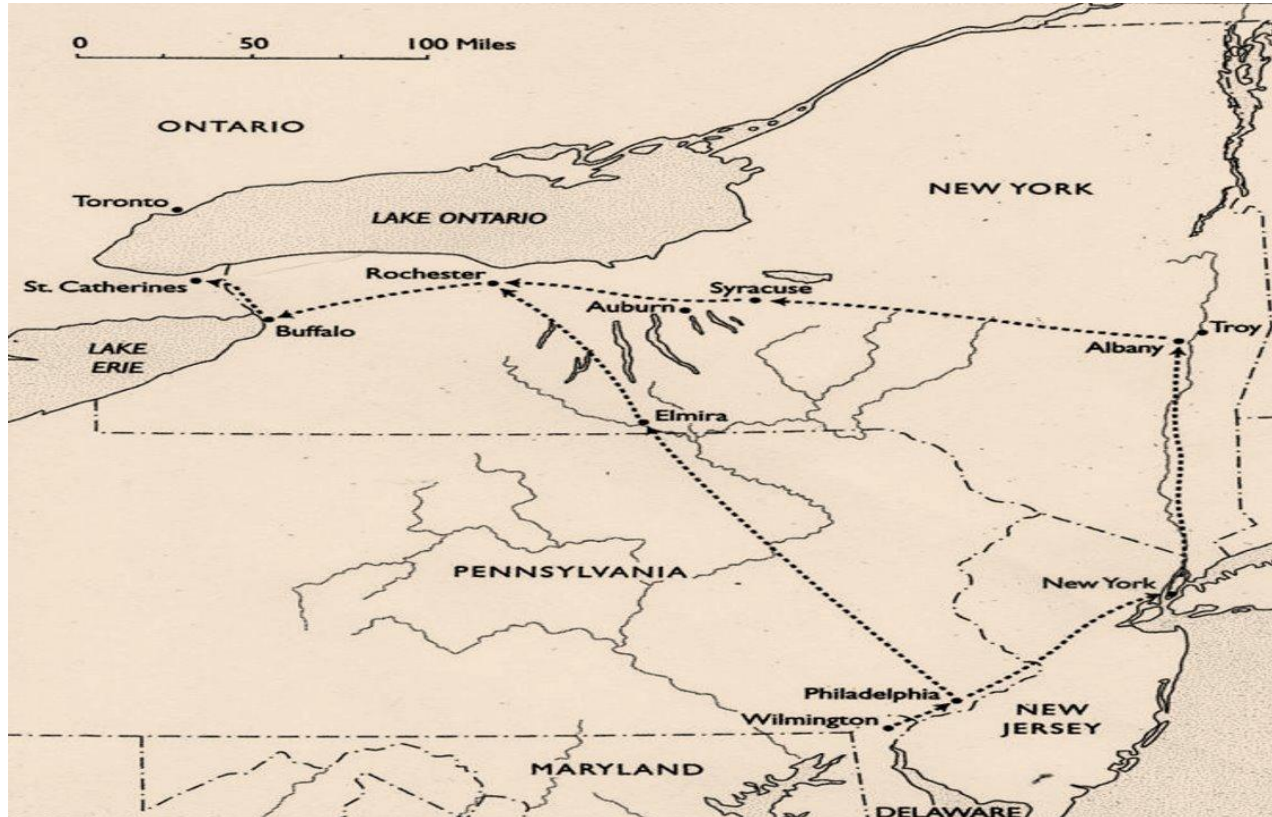 0 50 100 Miles
ONTARIO
NEW YORK
Toronto
LAKE ONTARIO
Rochester
St. Catherines
Syracuse
Auburn
Buffalo
Troy
Albany
LAKE
ERIE
Elmira
PENNSYLVANIA
New York
Philadelphia
Wilmington
NEW
JERSEY
MARYLAND
DELAWARE